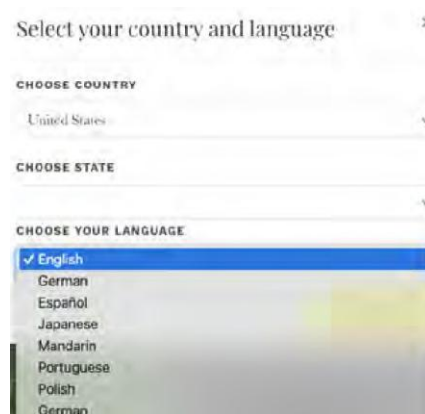 Select your country and language
CHOOSE COUNTRY
United States
CHOOSE STATE
CHOOSE YOUR LANGUAGE
✓ English
German
Español
Japanese
Mandarin
Portuguese
Polish
German